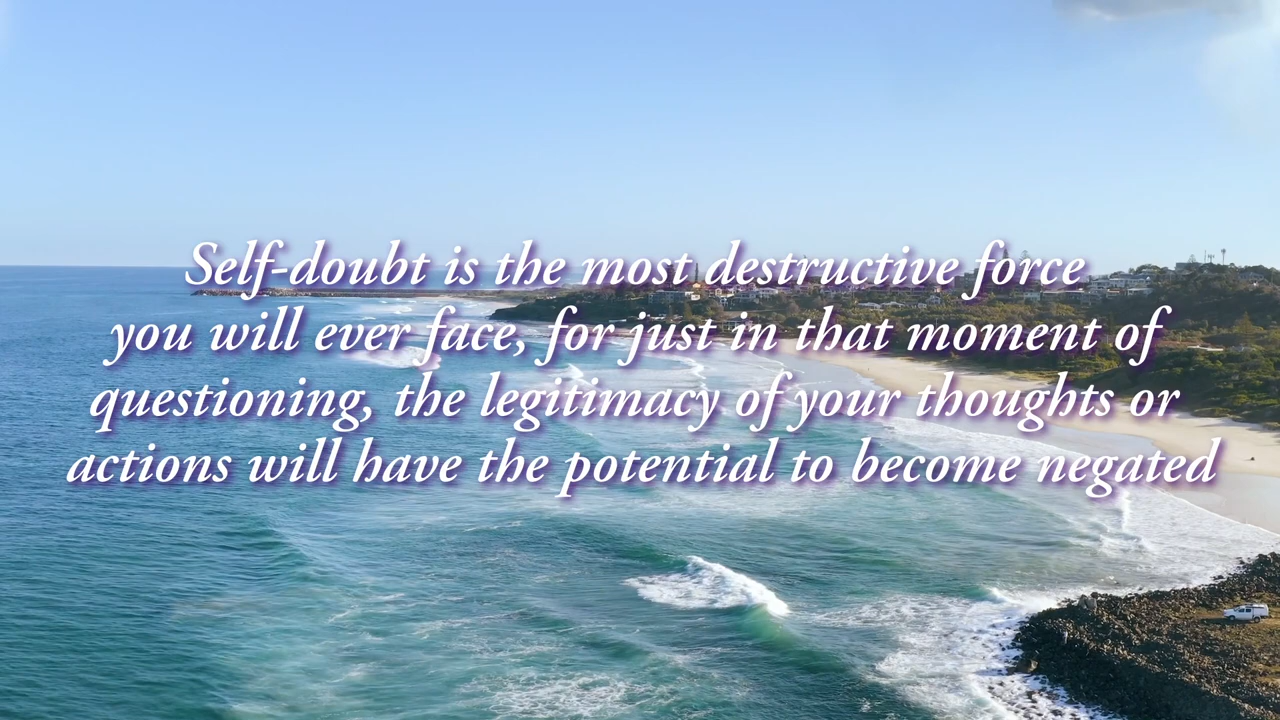 Self-doubt is the most destructive force
you will ever face, for just in that moment of
questioning, the legitimacy of your thoughts or
actions will have the potential to become negated